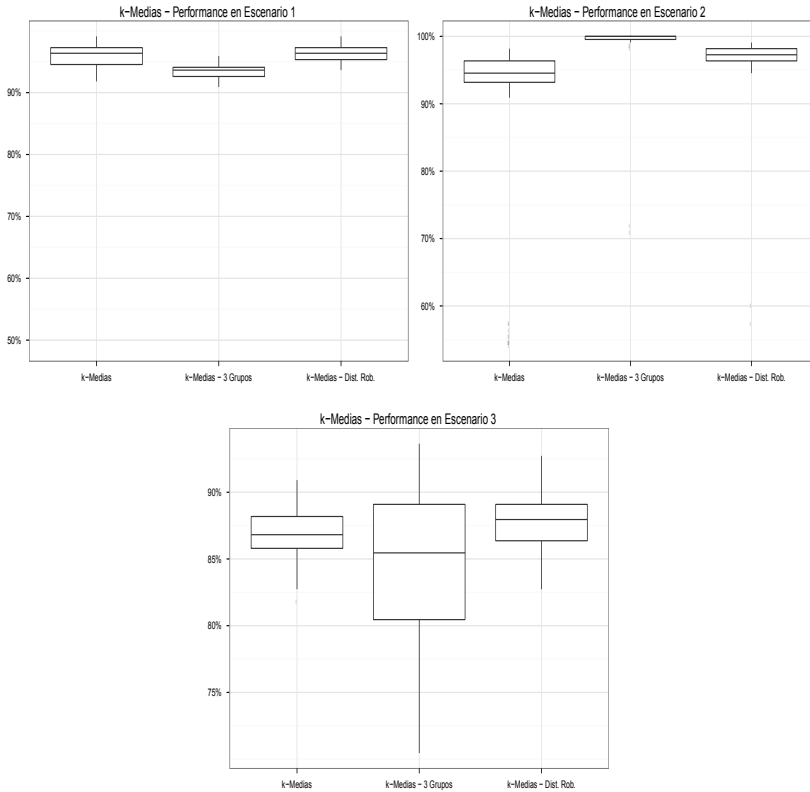 k−Medias − Performance en Escenario 1
90%
80%
70%
60%
50%
k−Medias
k−Medias − 3 Grupos
k−Medias − Dist. Rob.
k−Medias − Performance en Escenario 2
100%
90%
80%
70%
60%
k−Medias
k−Medias − 3 Grupos
k−Medias − Dist. Rob.
k−Medias − Performance en Escenario 3
90%
85%
80%
75%
k−Medias
k−Medias − 3 Grupos
k−Medias − Dist. Rob.